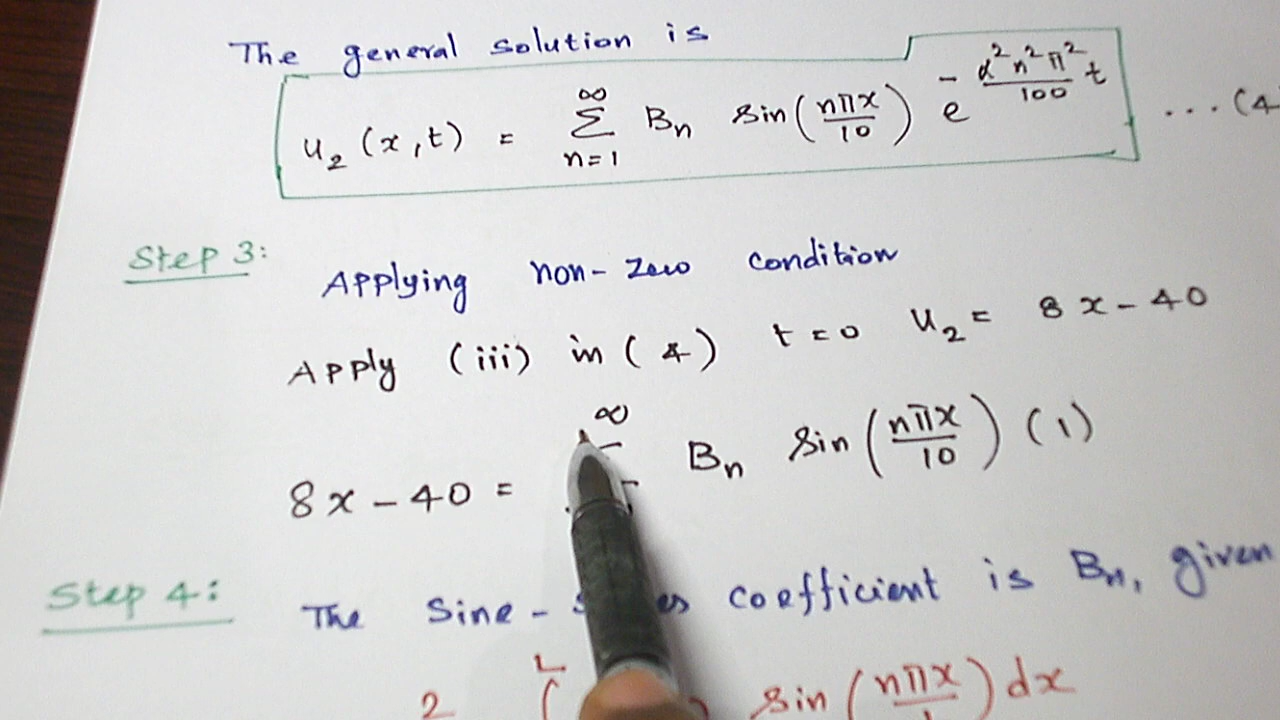 The general solution is
u₂(x,t) = ∞ Σ n=1 Bₙ sin(nπx/10) e^(-α²n²π²/100 t) ...(4
Step 3:
Applying non-zero condition
Apply (iii) in (4) t=0 u₂= 8x-40
8x-40 = ∞ Bₙ sin(nπx/10) (1)
Step 4: The Sine- coefficient is Bₙ, given
2 L sin(nπx/ )dx